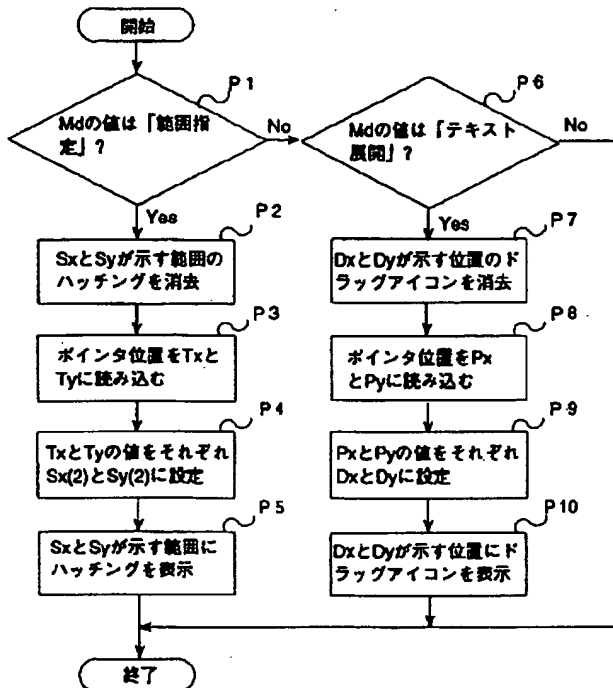 開始
P1
Mdの値は「範囲指
定」?
No
Yes
P2
SxとSyが示す範囲の
ハッチングを消去
P3
ポインタ位置をTxと
Tyに読み込む
P4
TxとTyの値をそれぞれ
Sx(2)とSy(2)に設定
P5
SxとSyが示す範囲に
ハッチングを表示
P6
Mdの値は「テキスト
展開」?
No
Yes
P7
DxとDyが示す位置のド
ラッグアイコンを消去
P8
ポインタ位置をPx
とPyに読み込む
P9
PxとPyの値をそれぞれ
DxとDyに設定
P10
DxとDyが示す位置にド
ラッグアイコンを表示
終了